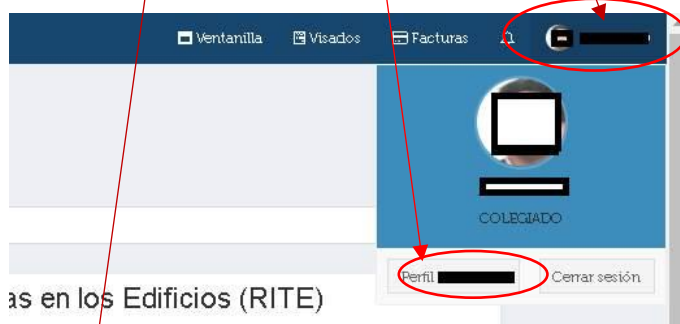 Ventanilla Visados Facturas
COLEGIADO
Perfil Cerrar sesión
as en los Edificios (RITE)